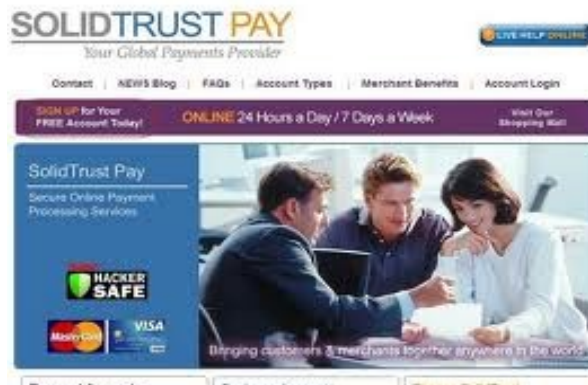 SOLIDTRUST PAY
Your Global Payments Provider
LIVE HELP ONLINE
Contact | NEWS Blog | FAQs | Account Types | Merchant Benefits | Account Login
SIGN UP for Your
FREE Account Today!
ONLINE 24 Hours a Day / 7 Days a Week
Visit Our
Shopping Mall
SolidTrust Pay
Secure Online Payment
Processing Services
HACKER
SAFE
MasterCard
VISA
Bringing customers & merchants together anywhere in the world